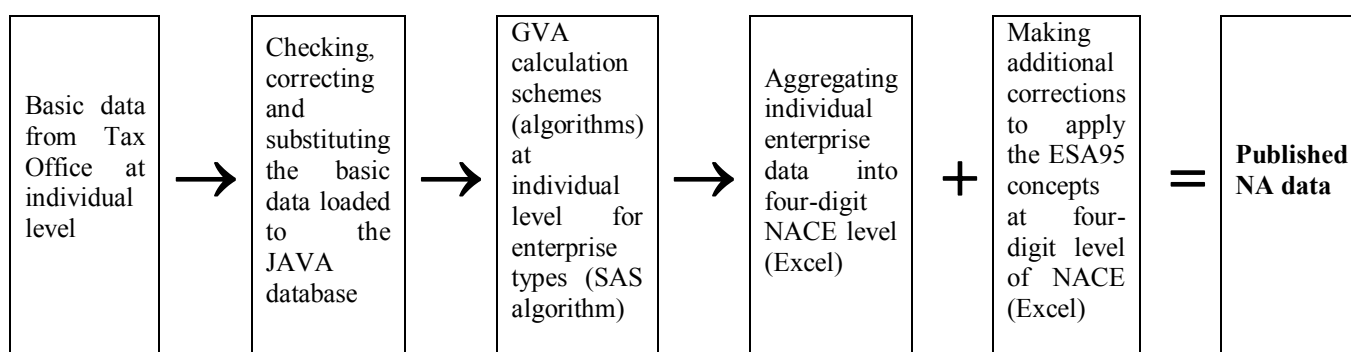 Basic data
from Tax
Office at
individual
level
Checking,
correcting
and
substituting
the basic
data loaded
to the
JAVA
database
GVA
calculation
schemes
(algorithms)
at
individual
level for
enterprise
types (SAS
algorithm)
Aggregating
individual
enterprise
data into
four-digit
NACE level
(Excel)
+
Making
additional
corrections
to apply
the ESA95
concepts
at four-
digit level
of NACE
(Excel)
=
Published
NA data